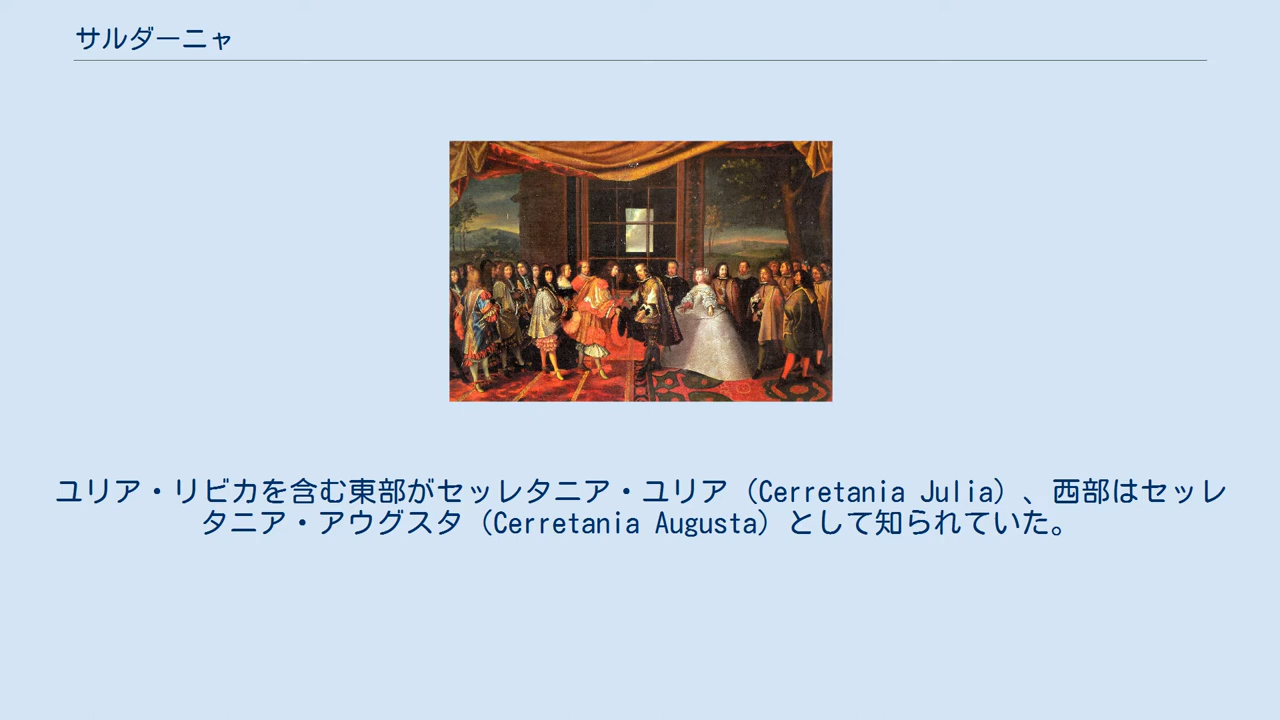 サルダーニャ
ユリア・リビカを含む東部がセッレタニア・ユリア（Cerretania Julia）、西部はセッレ
タニア・アウグスタ（Cerretania Augusta）として知られていた。